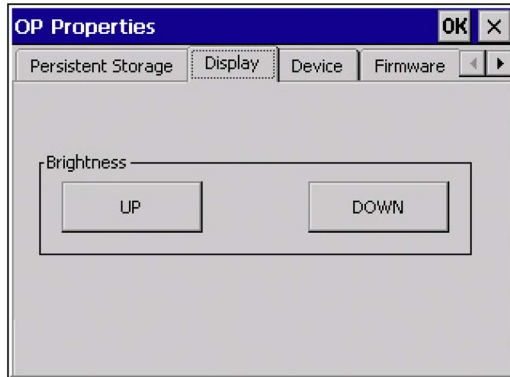 OP Properties OK ×
Persistent Storage Display Device Firmware
Brightness
UP DOWN